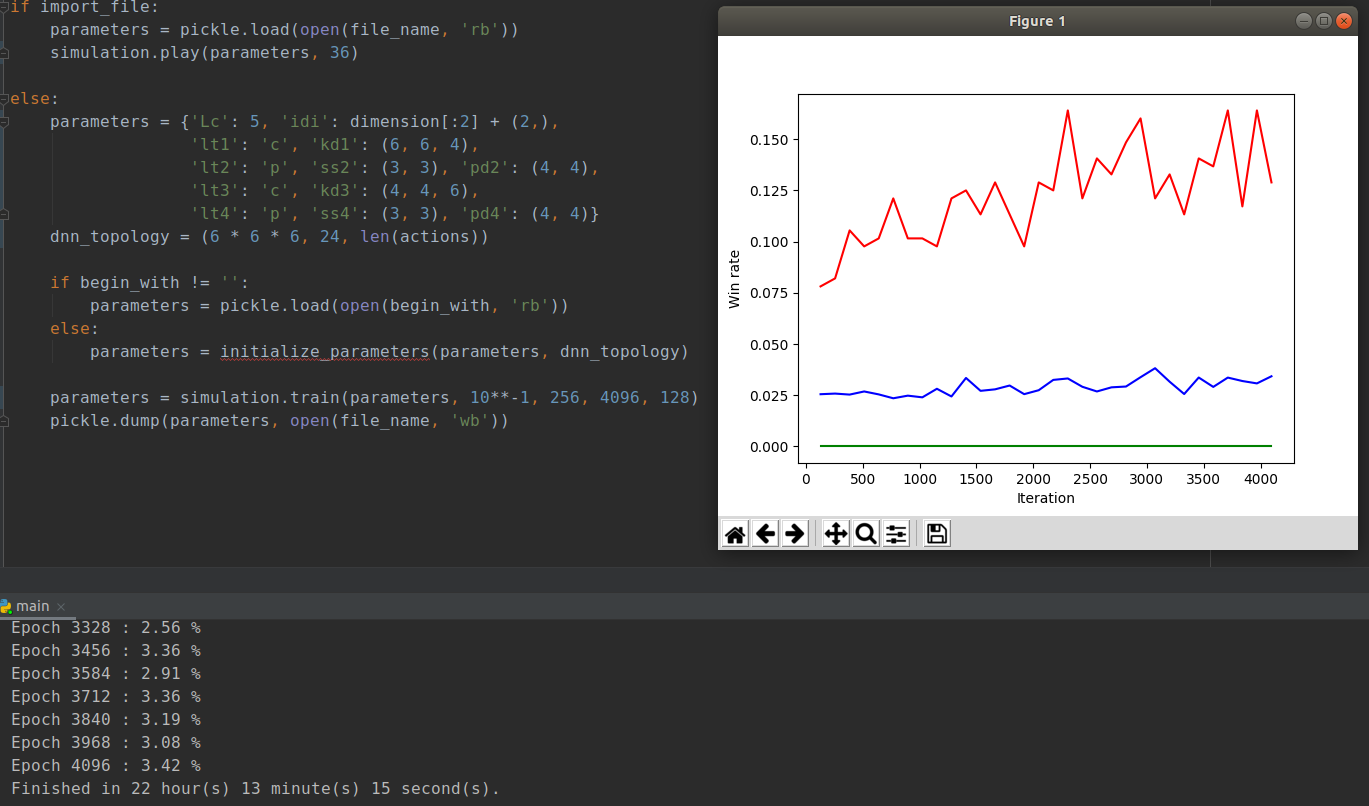 if import_file:
    parameters = pickle.load(open(file_name, 'rb'))
    simulation.play(parameters, 36)
else:
    parameters = {'Lc': 5, 'idi': dimension[:2] + (2,),
                  'lt1': 'c', 'kd1': (6, 6, 4),
                  'lt2': 'p', 'ss2': (3, 3), 'pd2': (4, 4),
                  'lt3': 'c', 'kd3': (4, 4, 6),
                  'lt4': 'p', 'ss4': (3, 3), 'pd4': (4, 4)}
    dnn_topology = (6 * 6 * 6, 24, len(actions))
    if begin_with != '':
        parameters = pickle.load(open(begin_with, 'rb'))
    else:
        parameters = initialize_parameters(parameters, dnn_topology)
    parameters = simulation.train(parameters, 10**-1, 256, 4096, 128)
    pickle.dump(parameters, open(file_name, 'wb'))
Figure 1
0.150
0.125
0.100
0.075
0.050
0.025
0.000
Win rate
0 500 1000 1500 2000 2500 3000 3500 4000
Iteration
main
Epoch 3328 : 2.56 %
Epoch 3456 : 3.36 %
Epoch 3584 : 2.91 %
Epoch 3712 : 3.36 %
Epoch 3840 : 3.19 %
Epoch 3968 : 3.08 %
Epoch 4096 : 3.42 %
Finished in 22 hour(s) 13 minute(s) 15 second(s).